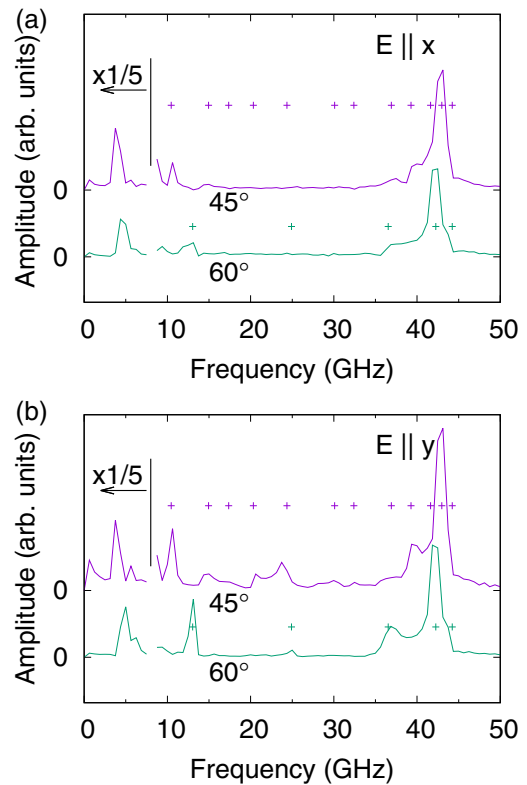 (a)
E || x
x1/5
Amplitude (arb. units)
0
45°
0
60°
0 10 20 30 40 50
Frequency (GHz)
(b)
E || y
x1/5
Amplitude (arb. units)
0
45°
0
60°
0 10 20 30 40 50
Frequency (GHz)